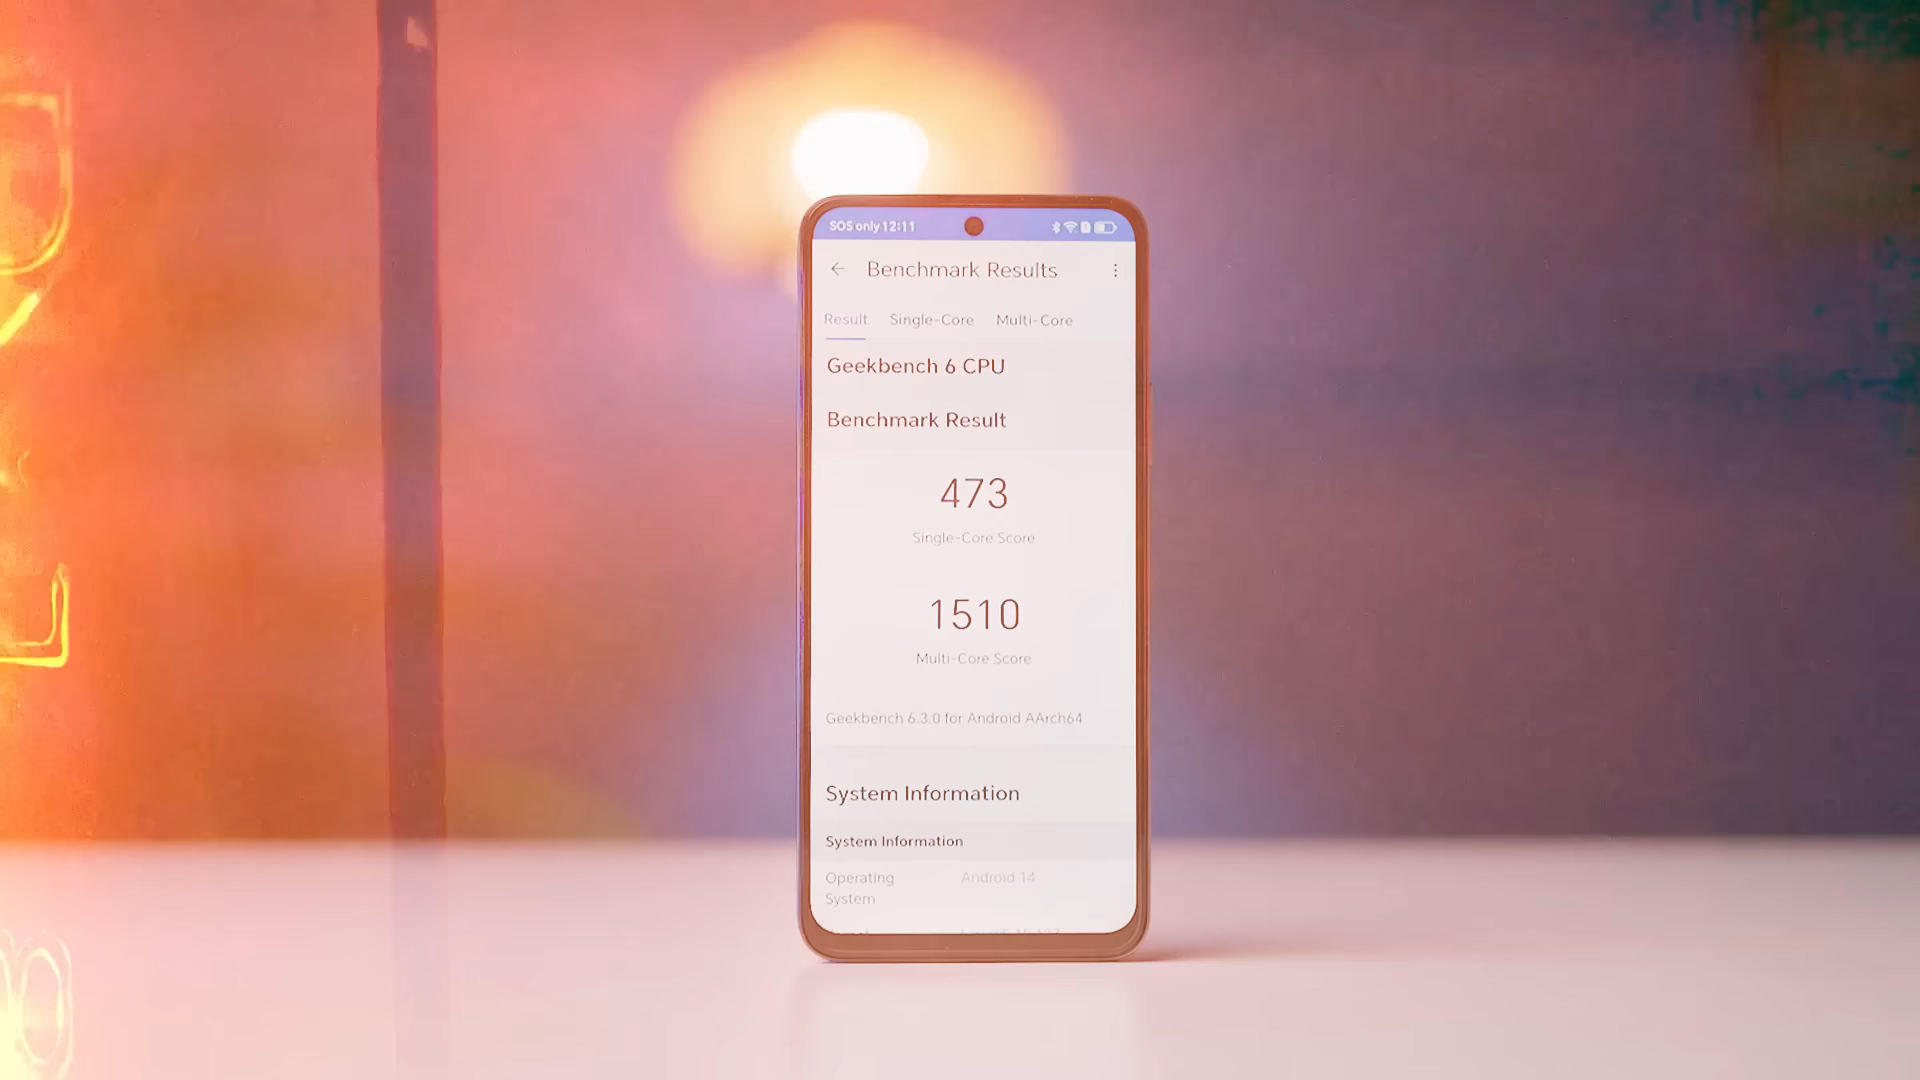 SOS only 12:11
Benchmark Results
Result Single-Core Multi-Core
Geekbench 6 CPU
Benchmark Result
473
Single-Core Score
1510
Multi-Core Score
Geekbench 6.3.0 for Android AArch64
System Information
System Information
Operating System
Android 14